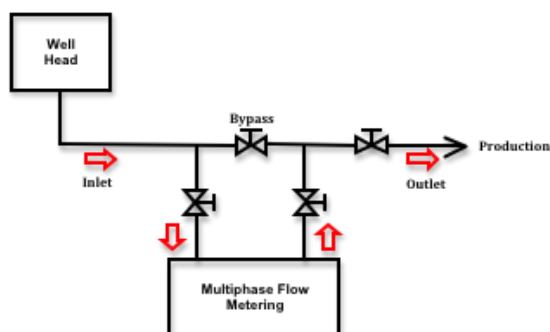 Well
Head
Bypass
Production
Inlet
Outlet
Multiphase Flow
Metering